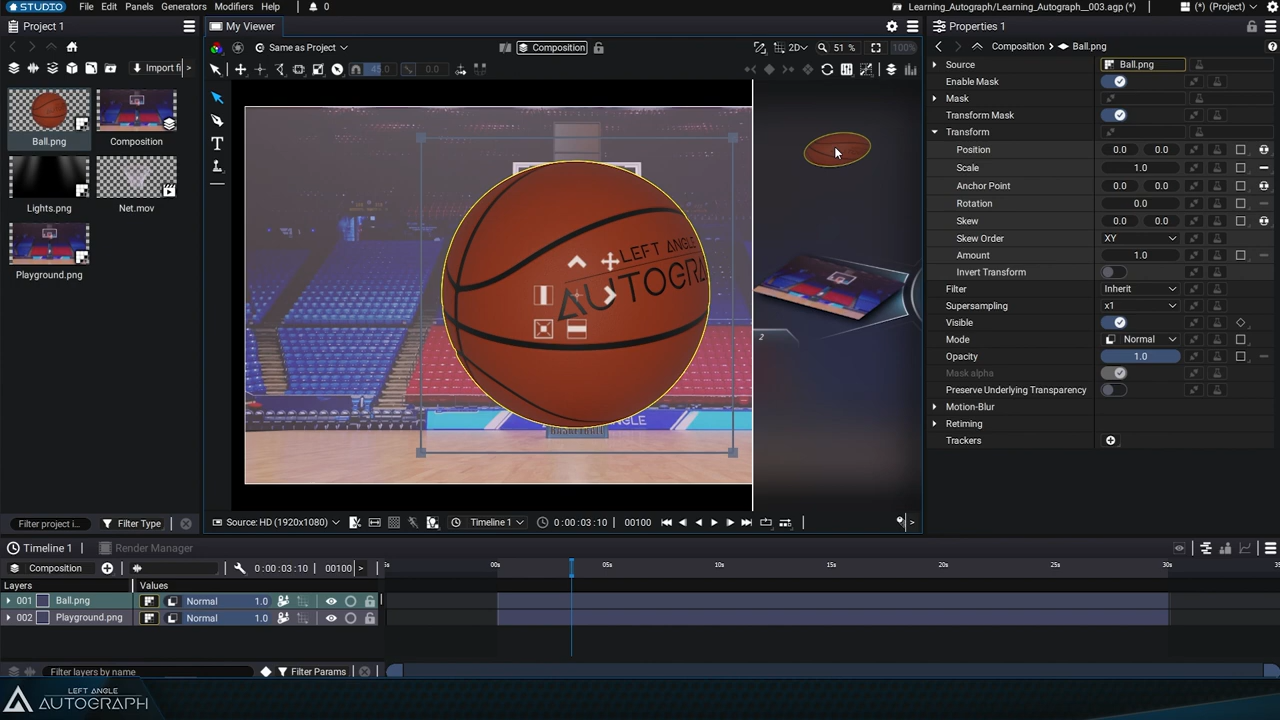 STUDIO File Edit Panels Generators Modifiers Help 0 Learning_Autograph/Learning_Autograph__003.agp (*) (*) (Project)
Project 1
My Viewer
Properties 1
Same as Project
Composition
2D
51 %
100%
Composition Ball.png
Import fi
45.0
0.0
Source Ball.png
Enable Mask
Mask
Transform Mask
Transform
Position 0.0 0.0
Scale 1.0
Anchor Point 0.0 0.0
Rotation 0.0
Skew 0.0 0.0
Skew Order XY
Amount 1.0
Invert Transform
Filter Inherit
Supersampling x1
Visible
Mode Normal
Opacity 1.0
Mask alpha
Preserve Underlying Transparency
Motion-Blur
Retiming
Trackers
Ball.png Composition
Lights.png Net.mov
Playground.png
LEFT ANGLE
AUTOGRA
2
NGLE
Filter project i... Filter Type
Source: HD (1920x1080) Timeline 1 0:00:03:10 00100
Timeline 1 Render Manager
Composition 0:00:03:10 00100
00s 05s 10s 15s 20s 25s 30s
Layers Values
001 Ball.png Normal 1.0
002 Playground.png Normal 1.0
Filter layers by name Filter Params
LEFT ANGLE
AUTOGRAPH